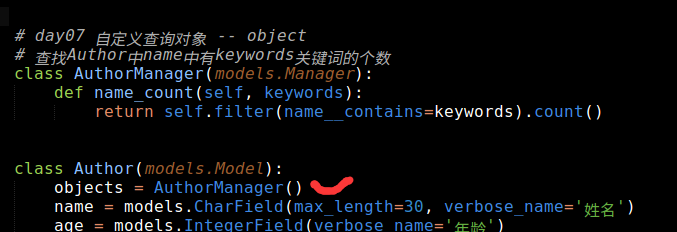 # day07 自定义查询对象 -- object
# 查找Author中name中有keywords关键词的个数
class AuthorManager(models.Manager):
    def name_count(self, keywords):
        return self.filter(name__contains=keywords).count()
class Author(models.Model):
    objects = AuthorManager()
    name = models.CharField(max_length=30, verbose_name='姓名')
    age = models.IntegerField(verbose_name='年龄')